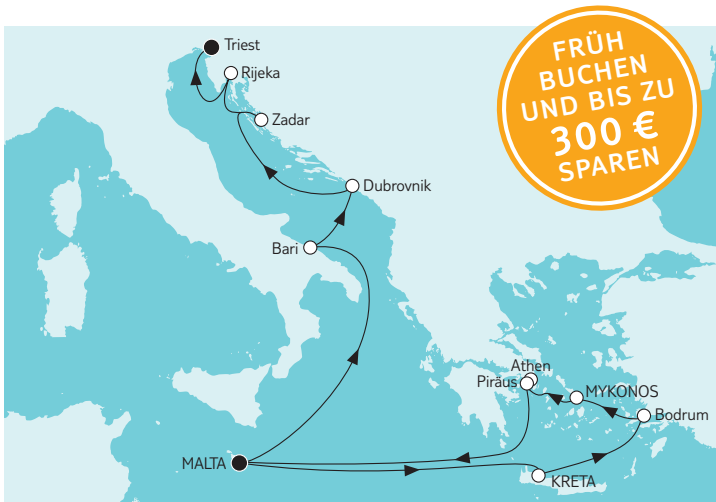 Triest
Rijeka
Zadar
Dubrovnik
Bari
Athen
Piräus
MYKONOS
Bodrum
MALTA
KRETA
FRÜH
BUCHEN
UND BIS ZU
300 €
SPAREN